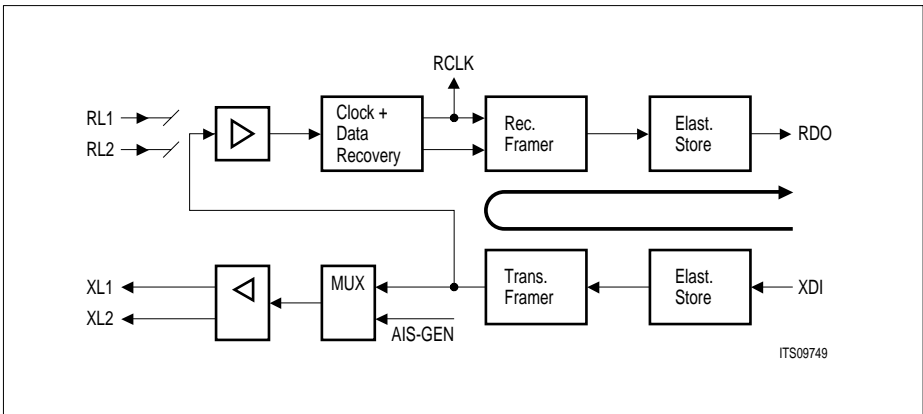 RCLK
RL1
RL2
Clock +
Data
Recovery
Rec.
Framer
Elast.
Store
RDO
XL1
XL2
MUX
AIS-GEN
Trans.
Framer
Elast.
Store
XDI
ITS09749